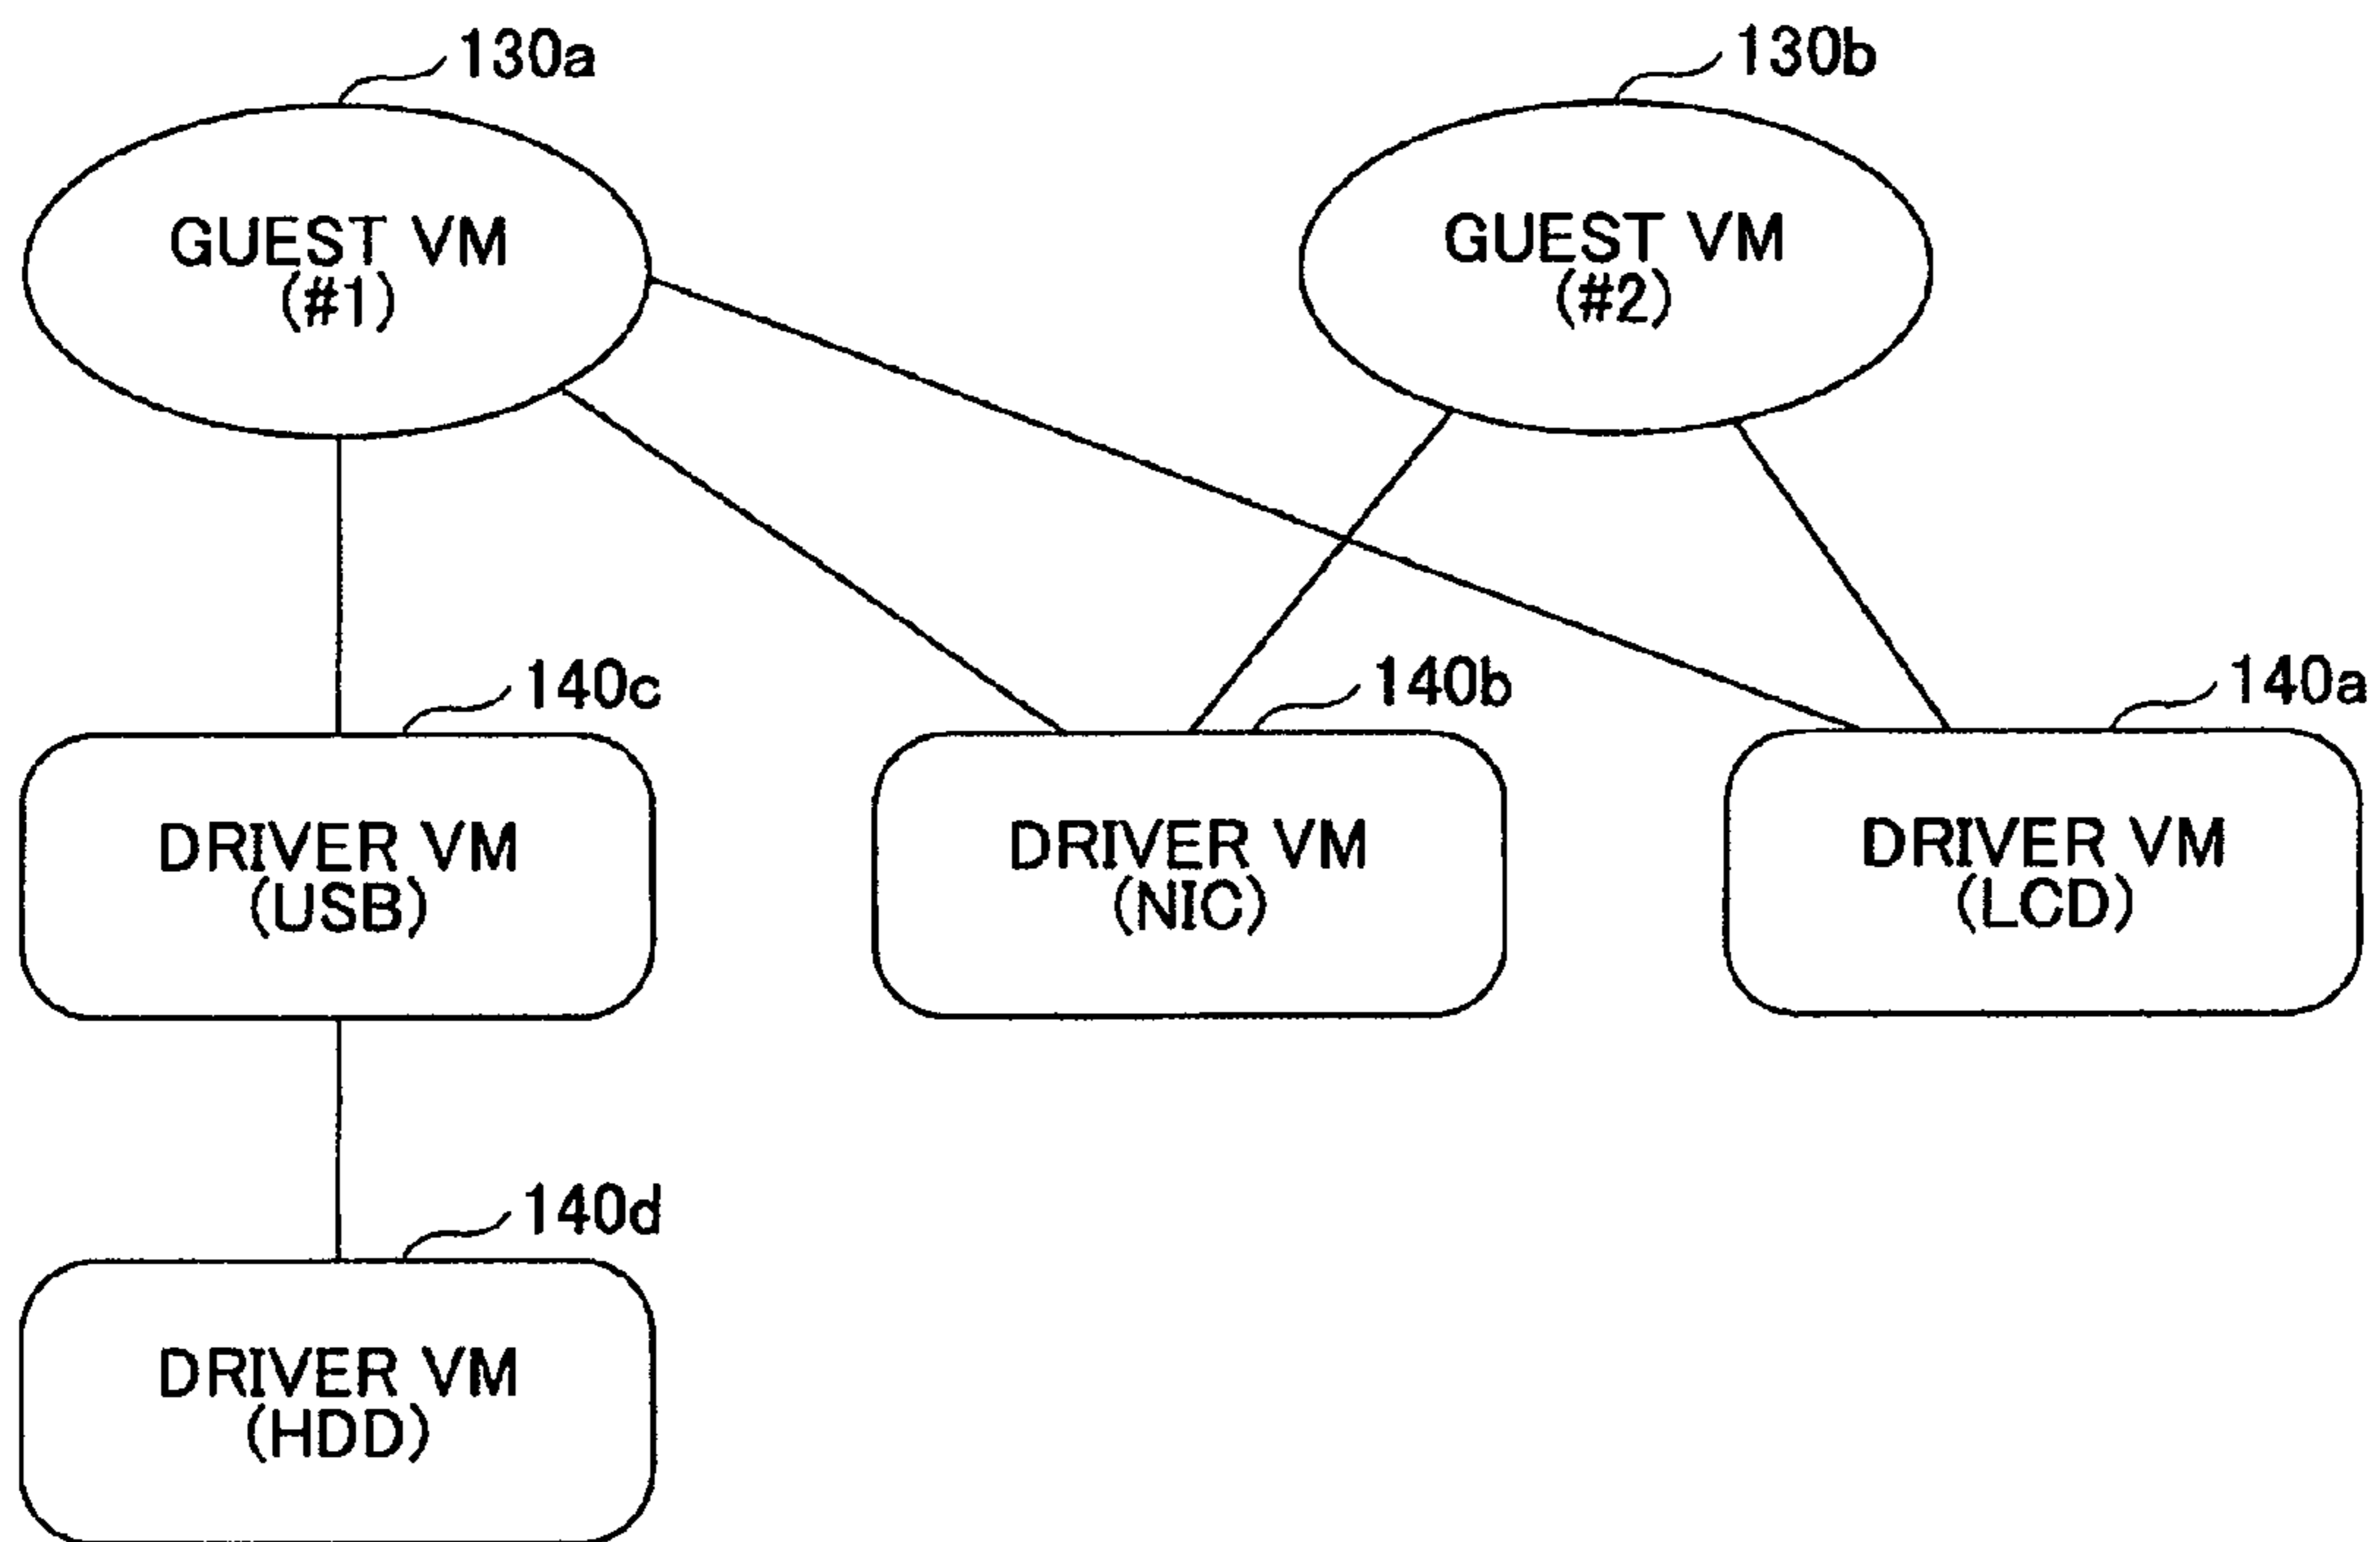 130a
130b
GUEST VM
(#1)
GUEST VM
(#2)
140c
140b
140a
DRIVER VM
(USB)
DRIVER VM
(NIC)
DRIVER VM
(LCD)
140d
DRIVER VM
(HDD)